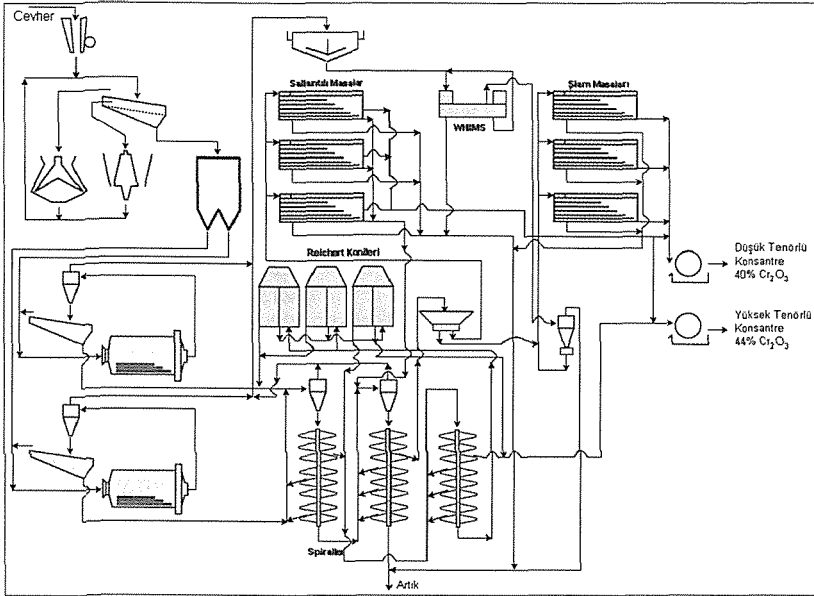 Cevher
Sallantılı Masalar
Şlam Masaları
WHIMS
Reichert Konileri
Düşük Tenörlü
Konsantre
40% Cr₂O₃
Yüksek Tenörlü
Konsantre
44% Cr₂O₃
Spiraller
Artık